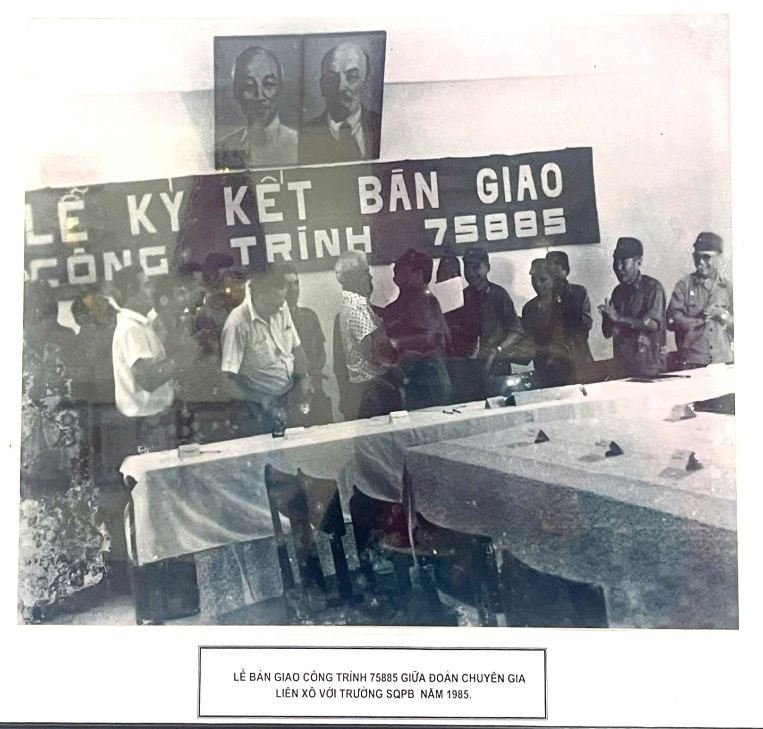 LỄ KÝ KẾT BÀN GIAO
CÔNG TRÌNH 75885
LỄ BÀN GIAO CÔNG TRÌNH 75885 GIỮA ĐOÀN CHUYÊN GIA
LIÊN XÔ VỚI TRƯỜNG SQPB NĂM 1985.